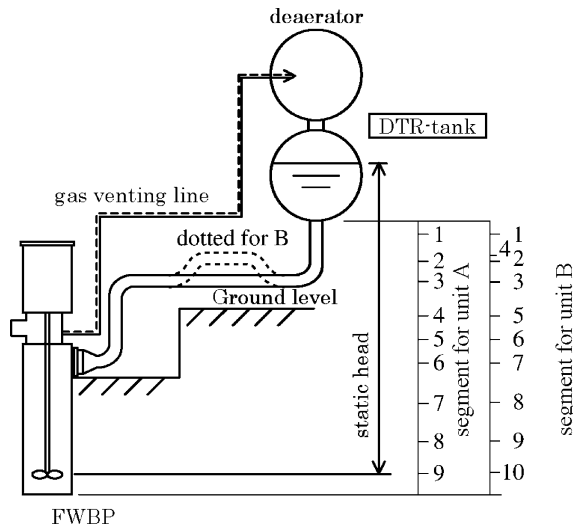 deaerator
DTR-tank
gas venting line
dotted for B
Ground level
static head
segment for unit A
segment for unit B
1
2
3
4
5
6
7
8
9
1
4
2
3
5
6
7
8
9
10
FWBP